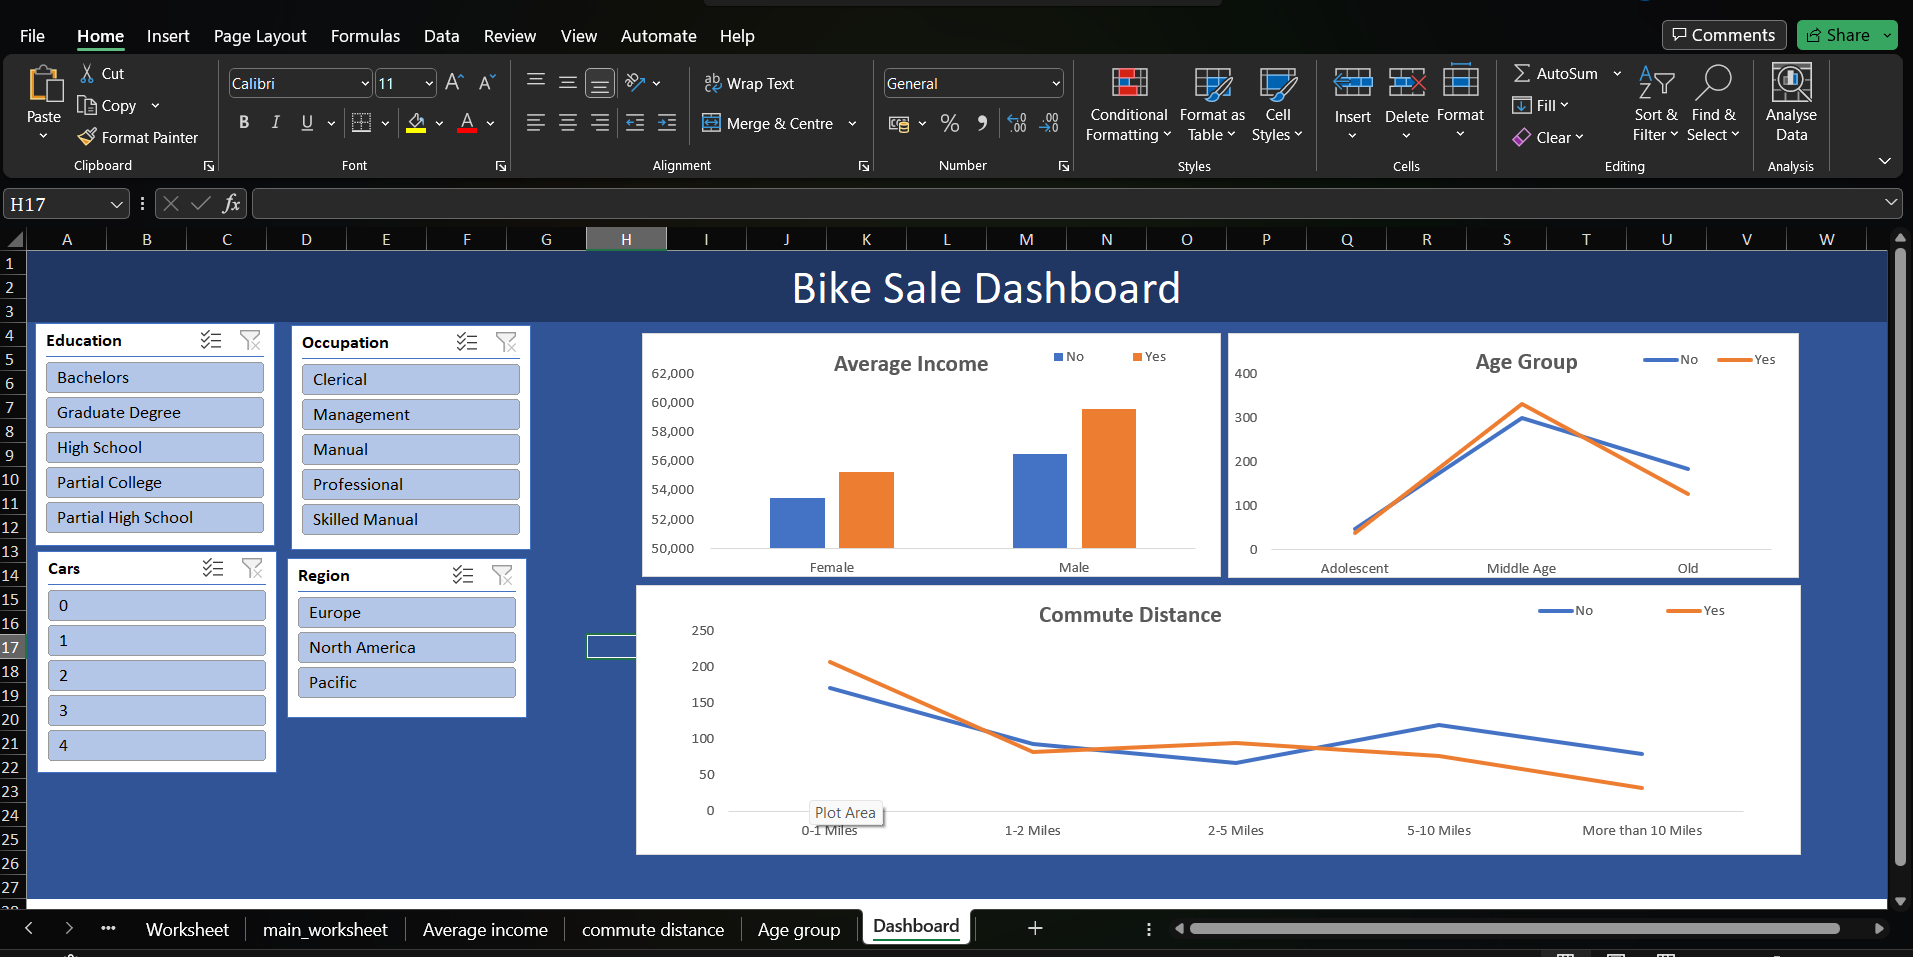 File Home Insert Page Layout Formulas Data Review View Automate Help Comments Share
Paste
Cut
Copy
Format Painter
Clipboard
Calibri 11 A A
B I U A
Font
ab Wrap Text
Merge & Centre
Alignment
General
% .00 .00
Number
Conditional Formatting
Format as Table
Cell Styles
Styles
Insert Delete Format
Cells
AutoSum
Fill
Clear
Sort & Filter
Find & Select
Editing
Analyse Data
Analysis
H17 fx
A B C D E F G H I J K L M N O P Q R S T U V W
1
2
3
4
5
6
7
8
9
10
11
12
13
14
15
16
17
18
19
20
21
22
23
24
25
26
27
Bike Sale Dashboard
Education
Bachelors
Graduate Degree
High School
Partial College
Partial High School
Occupation
Clerical
Management
Manual
Professional
Skilled Manual
Cars
0
1
2
3
4
Region
Europe
North America
Pacific
Average Income
No Yes
62,000
60,000
58,000
56,000
54,000
52,000
50,000
Female Male
Age Group
No Yes
400
300
200
100
0
Adolescent Middle Age Old
Commute Distance
No Yes
250
200
150
100
50
0
Plot Area
0-1 Miles 1-2 Miles 2-5 Miles 5-10 Miles More than 10 Miles
Worksheet main_worksheet Average income commute distance Age group Dashboard